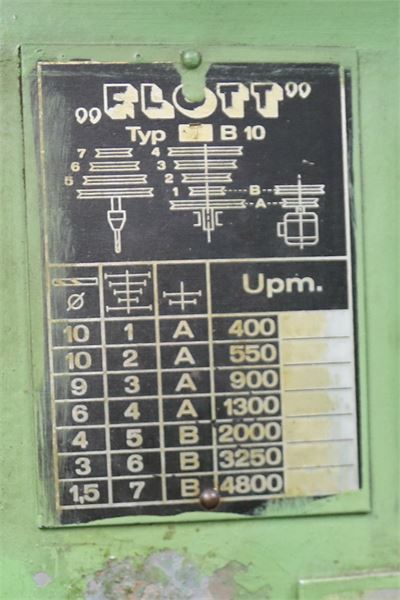 „FLOTT”
Typ T B 10
7 4
6 3
5 2
1 B
A
Ø Upm.
10 1 A 400
10 2 A 550
9 3 A 900
6 4 A 1300
4 5 B 2000
3 6 B 3250
1,5 7 B 4800